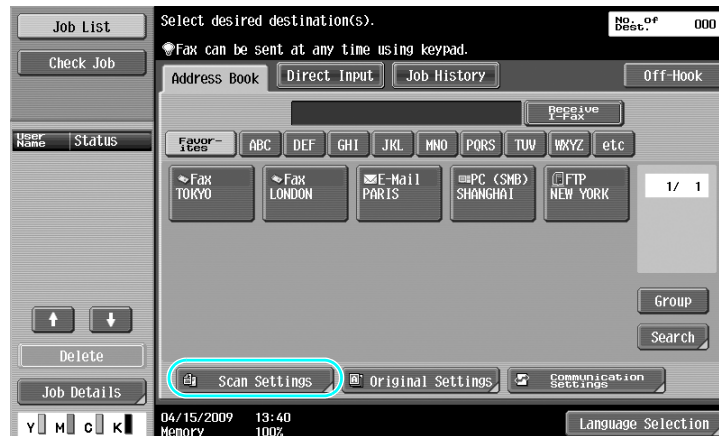 Job List
Check Job
User Name
Status
Delete
Job Details
Y M C K
Select desired destination(s).
No. of Dest.
000
Fax can be sent at any time using keypad.
Address Book
Direct Input
Job History
Off-Hook
Receive
I-Fax
Favor-
ites
ABC
DEF
GHI
JKL
MNO
PQRS
TUV
WXYZ
etc
Fax
TOKYO
Fax
LONDON
E-Mail
PARIS
PC (SMB)
SHANGHAI
FTP
NEW YORK
1/ 1
Group
Search
Scan Settings
Original Settings
Communication
Settings
04/15/2009 13:40
Memory 100%
Language Selection